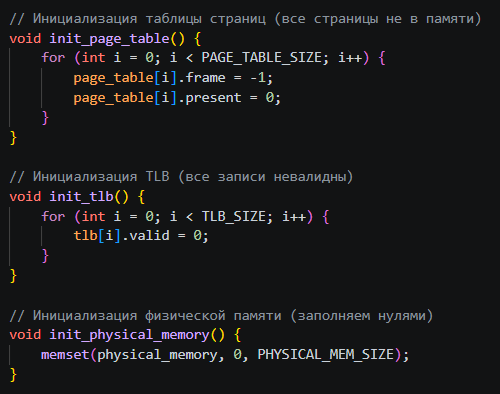 // Инициализация таблицы страниц (все страницы не в памяти)
void init_page_table() {
    for (int i = 0; i < PAGE_TABLE_SIZE; i++) {
        page_table[i].frame = -1;
        page_table[i].present = 0;
    }
}

// Инициализация TLB (все записи невалидны)
void init_tlb() {
    for (int i = 0; i < TLB_SIZE; i++) {
        tlb[i].valid = 0;
    }
}

// Инициализация физической памяти (заполняем нулями)
void init_physical_memory() {
    memset(physical_memory, 0, PHYSICAL_MEM_SIZE);
}